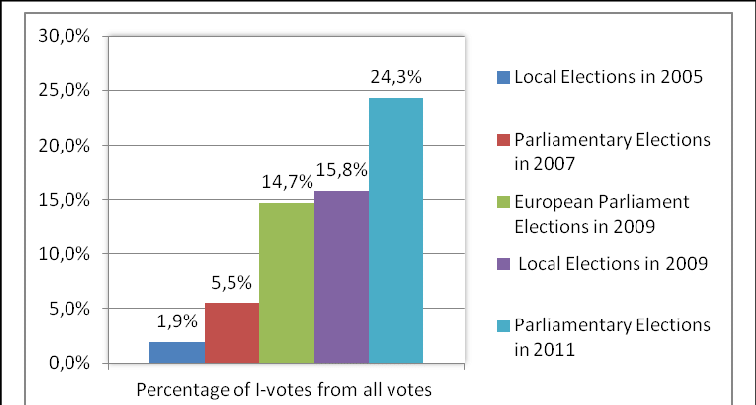 30,0%
25,0%
20,0%
15,0%
10,0%
5,0%
0,0%
1,9%
5,5%
14,7%
15,8%
24,3%
Percentage of I-votes from all votes
Local Elections in 2005
Parliamentary Elections
in 2007
European Parliament
Elections in 2009
Local Elections in 2009
Parliamentary Elections
in 2011